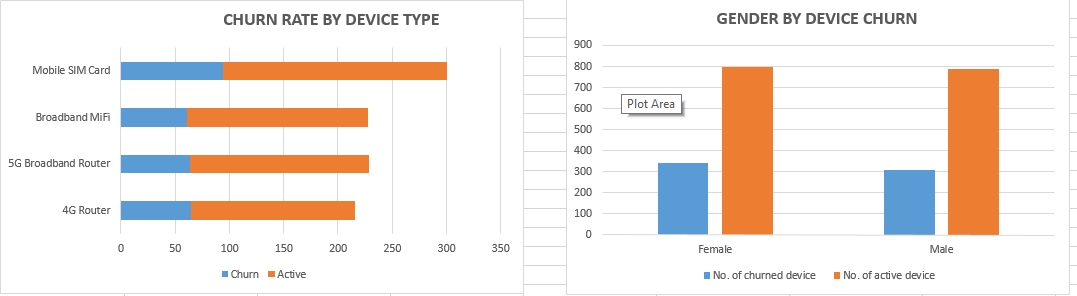 CHURN RATE BY DEVICE TYPE
Mobile SIM Card
Broadband MiFi
5G Broadband Router
4G Router
0 50 100 150 200 250 300 350
Churn Active
GENDER BY DEVICE CHURN
900
800
700
600
500
400
300
200
100
0
Plot Area
Female Male
No. of churned device No. of active device